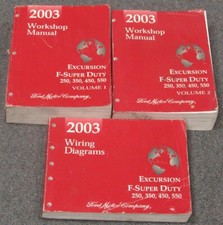 2003
Workshop
Manual
EXCURSION
F-SUPER DUTY
250, 350, 450, 550
VOLUME 1
Ford Motor Company
2003
Workshop
Manual
EXCURSION
F-SUPER DUTY
250, 350, 450, 550
VOLUME 2
Ford Motor Company
2003
Wiring
Diagrams
EXCURSION
F-SUPER DUTY
250, 350, 450, 550
Ford Motor Company